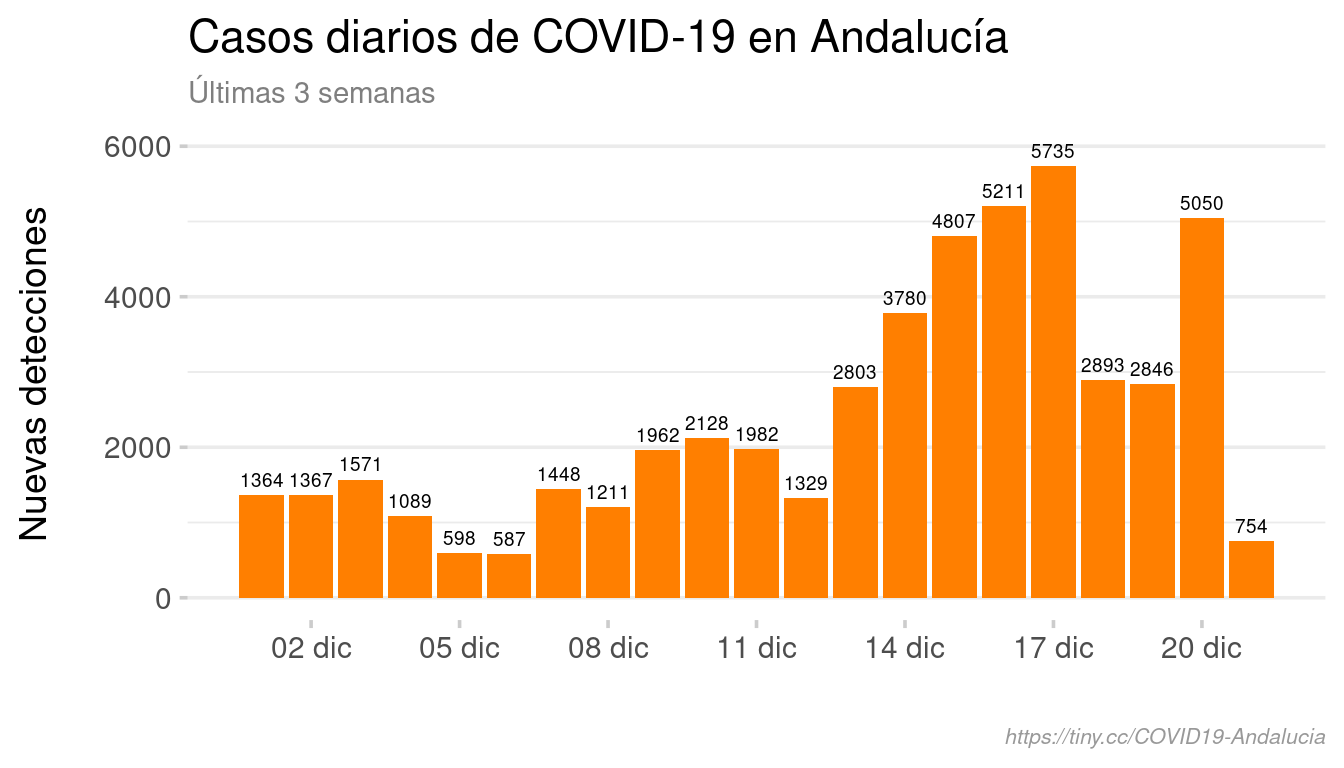 Casos diarios de COVID-19 en Andalucía
Últimas 3 semanas
Nuevas detecciones
6000
4000
2000
0
1364 1367 1571 1089 598 587 1448 1211 1962 2128 1982 1329 2803 3780 4807 5211 5735 2893 2846 5050 754
02 dic 05 dic 08 dic 11 dic 14 dic 17 dic 20 dic
https://tiny.cc/COVID19-Andalucia